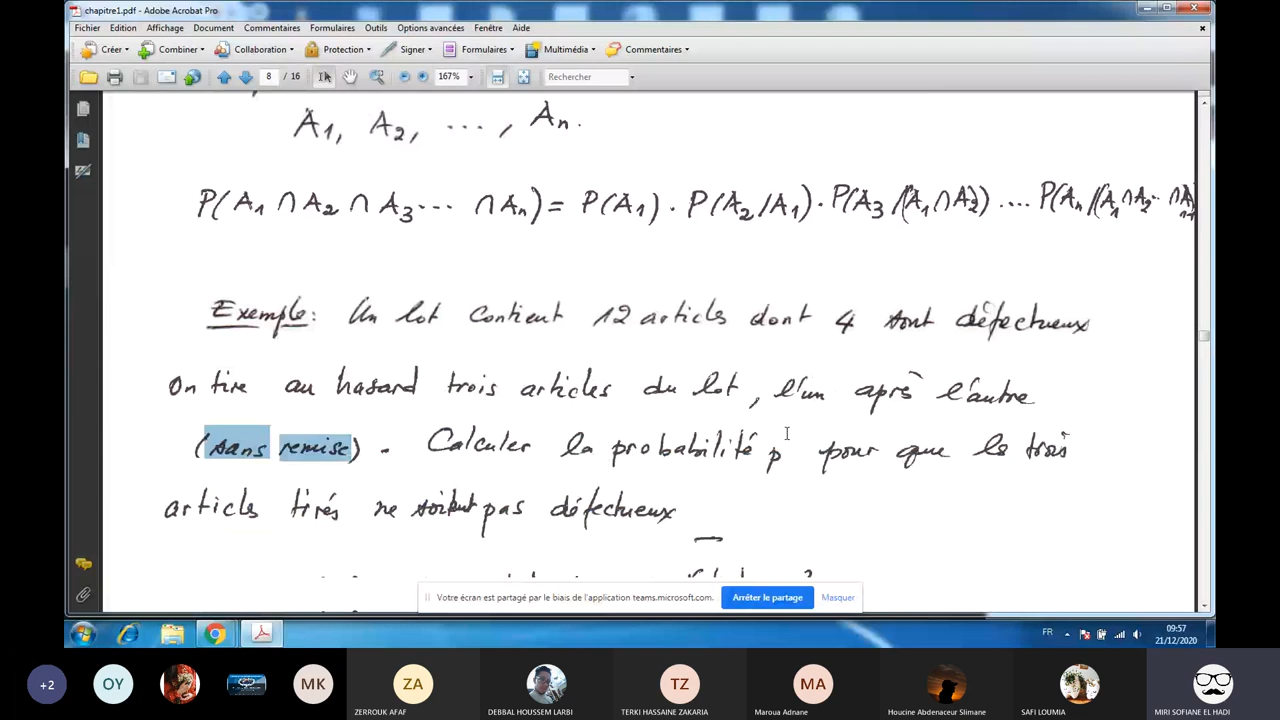 chapitre1.pdf - Adobe Acrobat Pro
Fichier Edition Affichage Document Commentaires Formulaires Outils Options avancées Fenêtre Aide
Créer Combiner Collaboration Protection Signer Formulaires Multimédia Commentaires
8 / 16 167% Rechercher
A1, A2, ..., An.
P(A1 ∩ A2 ∩ A3 ... ∩ An) = P(A1) . P(A2/A1) . P(A3/(A1∩A2)) .... P(An/(A1∩A2..∩A
Exemple: Un lot contient 12 articles dont 4 sont défectueux
On tire au hasard trois articles du lot, l'un après l'autre
(sans remise). Calculer la probabilité p pour que les trois
articles tirés ne soient pas défectueux
Votre écran est partagé par le biais de l'application teams.microsoft.com. Arrêter le partage Masquer
FR 09:57
21/12/2020
+2 OY MK ZA TZ MA
ZERROUK AFAF DEBBAL HOUSSEM LARBI TERKI HASSAINE ZAKARIA Maroua Adnane Houcine Abdenaceur Slimane SAFI LOUMIA MIRI SOFIANE EL HADI